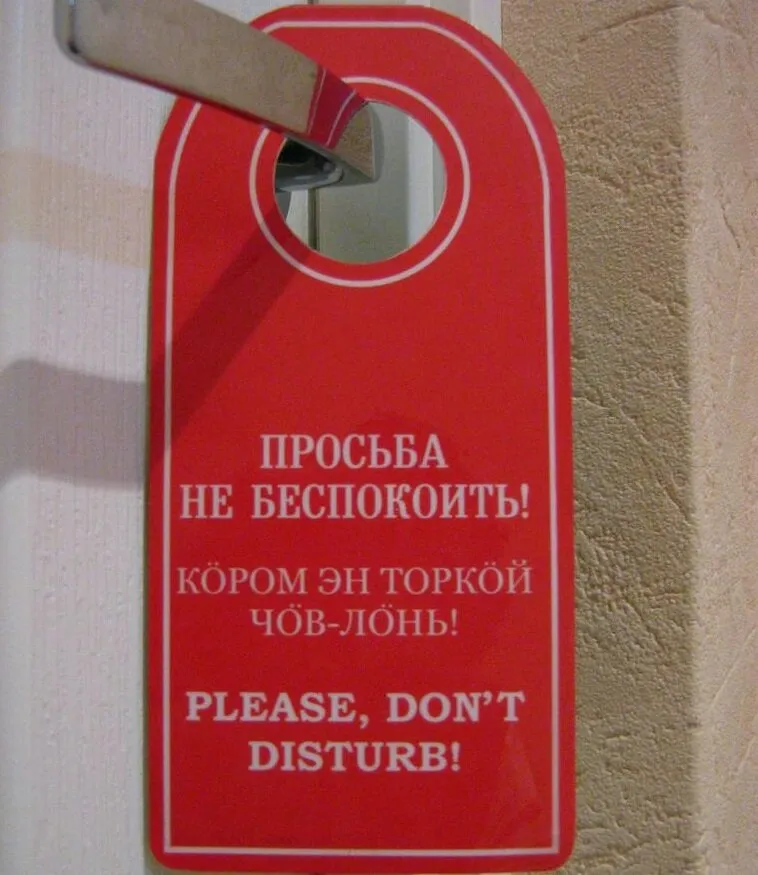 ПРОСЬБА
НЕ БЕСПОКОИТЬ!
КӦРОМ ЭН ТОРКӦЙ
ЧӦВ-ЛӦНЬ!
PLEASE, DON’T
DISTURB!